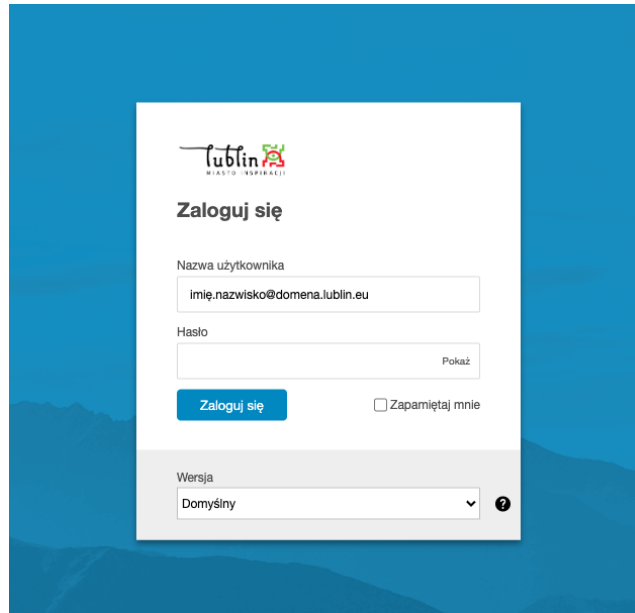 lublin
MIASTO INSPIRACJI
Zaloguj się
Nazwa użytkownika
imię.nazwisko@domena.lublin.eu
Hasło
Pokaż
Zaloguj się
Zapamiętaj mnie
Wersja
Domyślny
?